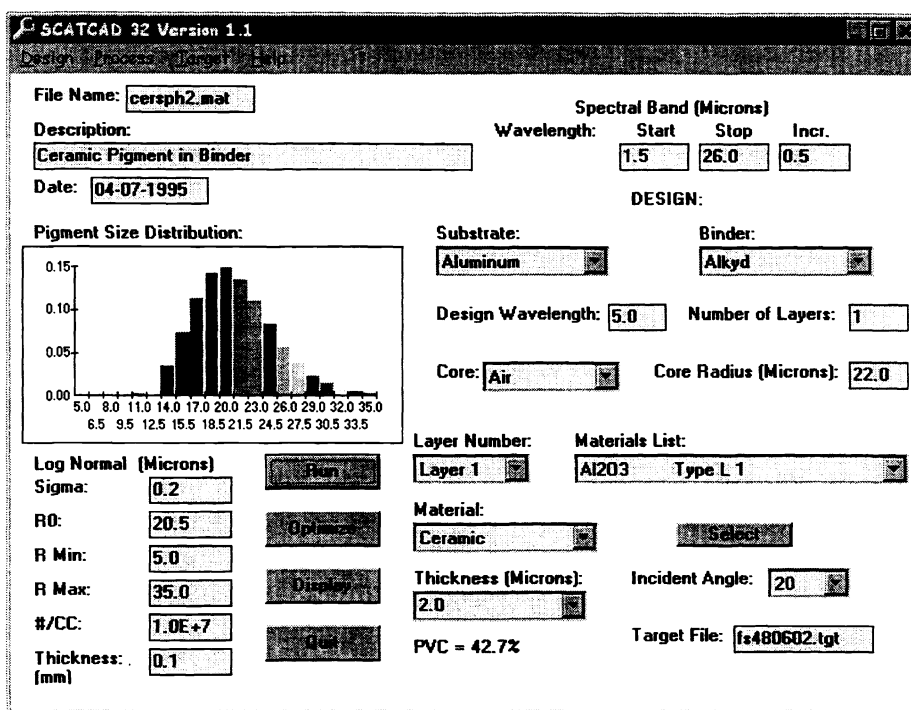 SCATCAD 32 Version 1.1
Design Process Target Help
File Name: cersph2.mat
Spectral Band (Microns)
Description:
Wavelength: Start Stop Incr.
Ceramic Pigment in Binder
1.5 26.0 0.5
Date: 04-07-1995
DESIGN:
Pigment Size Distribution:
Substrate: Binder:
Aluminum Alkyd
0.15
0.10
0.05
0.00
5.0 8.0 11.0 14.0 17.0 20.0 23.0 26.0 29.0 32.0 35.0
6.5 9.5 12.5 15.5 18.5 21.5 24.5 27.5 30.5 33.5
Design Wavelength: 5.0 Number of Layers: 1
Core: Air Core Radius (Microns): 22.0
Layer Number: Materials List:
Layer 1 Al2O3 Type L 1
Log Normal (Microns)
Sigma: 0.2
R0: 20.5
R Min: 5.0
R Max: 35.0
#/CC: 1.0E+7
Thickness: 0.1
(mm)
Run
Optimize
Display
Quit
Material:
Ceramic
Select
Thickness (Microns):
2.0
Incident Angle: 20
PVC = 42.7%
Target File: fs480602.tgt